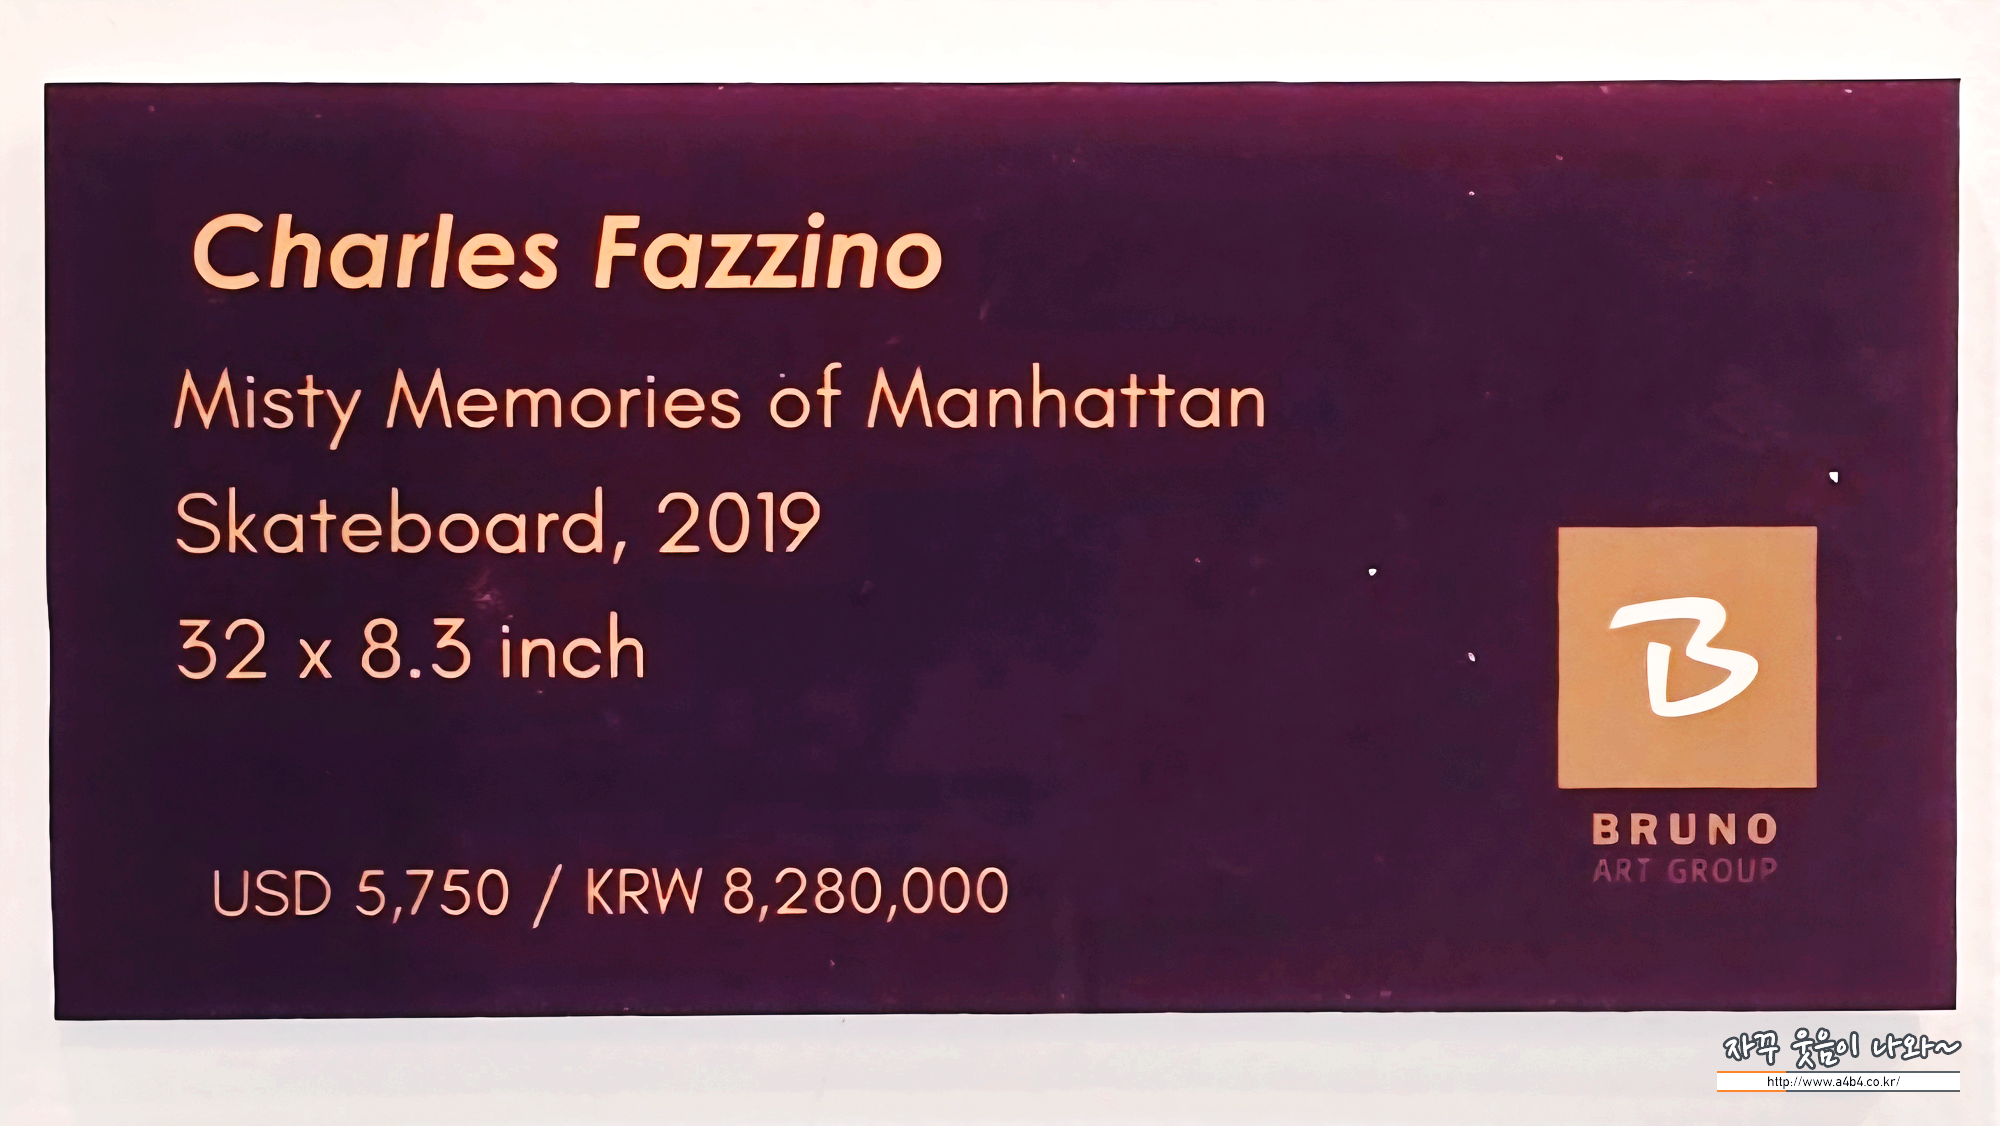 Charles Fazzino
Misty Memories of Manhattan
Skateboard, 2019
32 x 8.3 inch
USD 5,750 / KRW 8,280,000
B
BRUNO
ART GROUP
자꾸 웃음이 나와~
http://www.a4b4.co.kr/